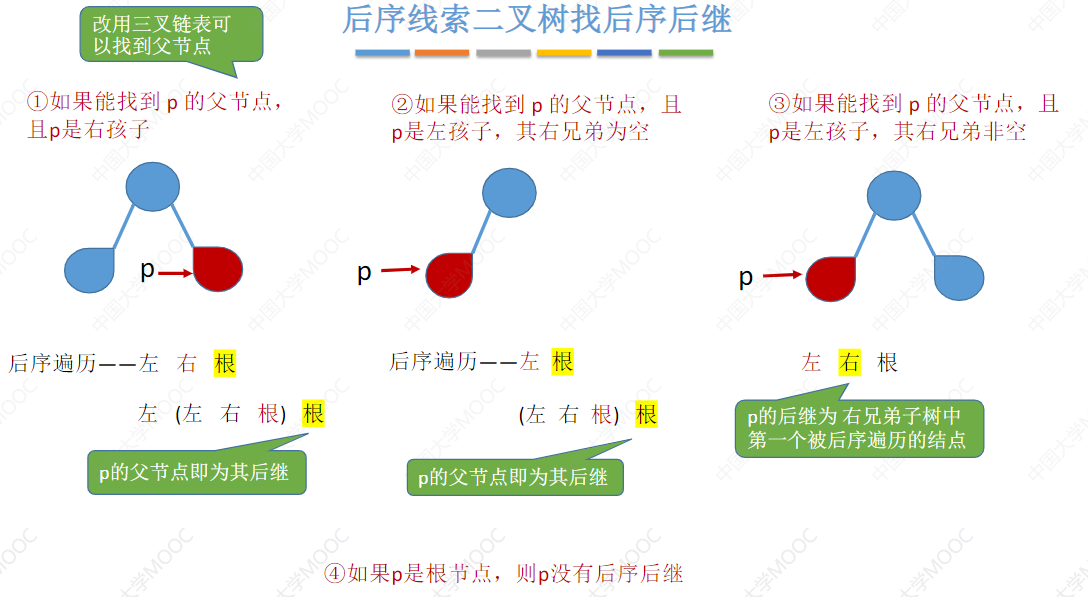 后序线索二叉树找后序后继
改用三叉链表可
以找到父节点
①如果能找到 p 的父节点，
且p是右孩子
p
后序遍历——左 右 根
左 (左 右 根) 根
p的父节点即为其后继
②如果能找到 p 的父节点，且
p是左孩子，其右兄弟为空
p
后序遍历——左 根
(左 右 根) 根
p的父节点即为其后继
③如果能找到 p 的父节点，且
p是左孩子，其右兄弟非空
p
左 右 根
p的后继为 右兄弟子树中
第一个被后序遍历的结点
④如果p是根节点，则p没有后序后继
中国大学MOOC